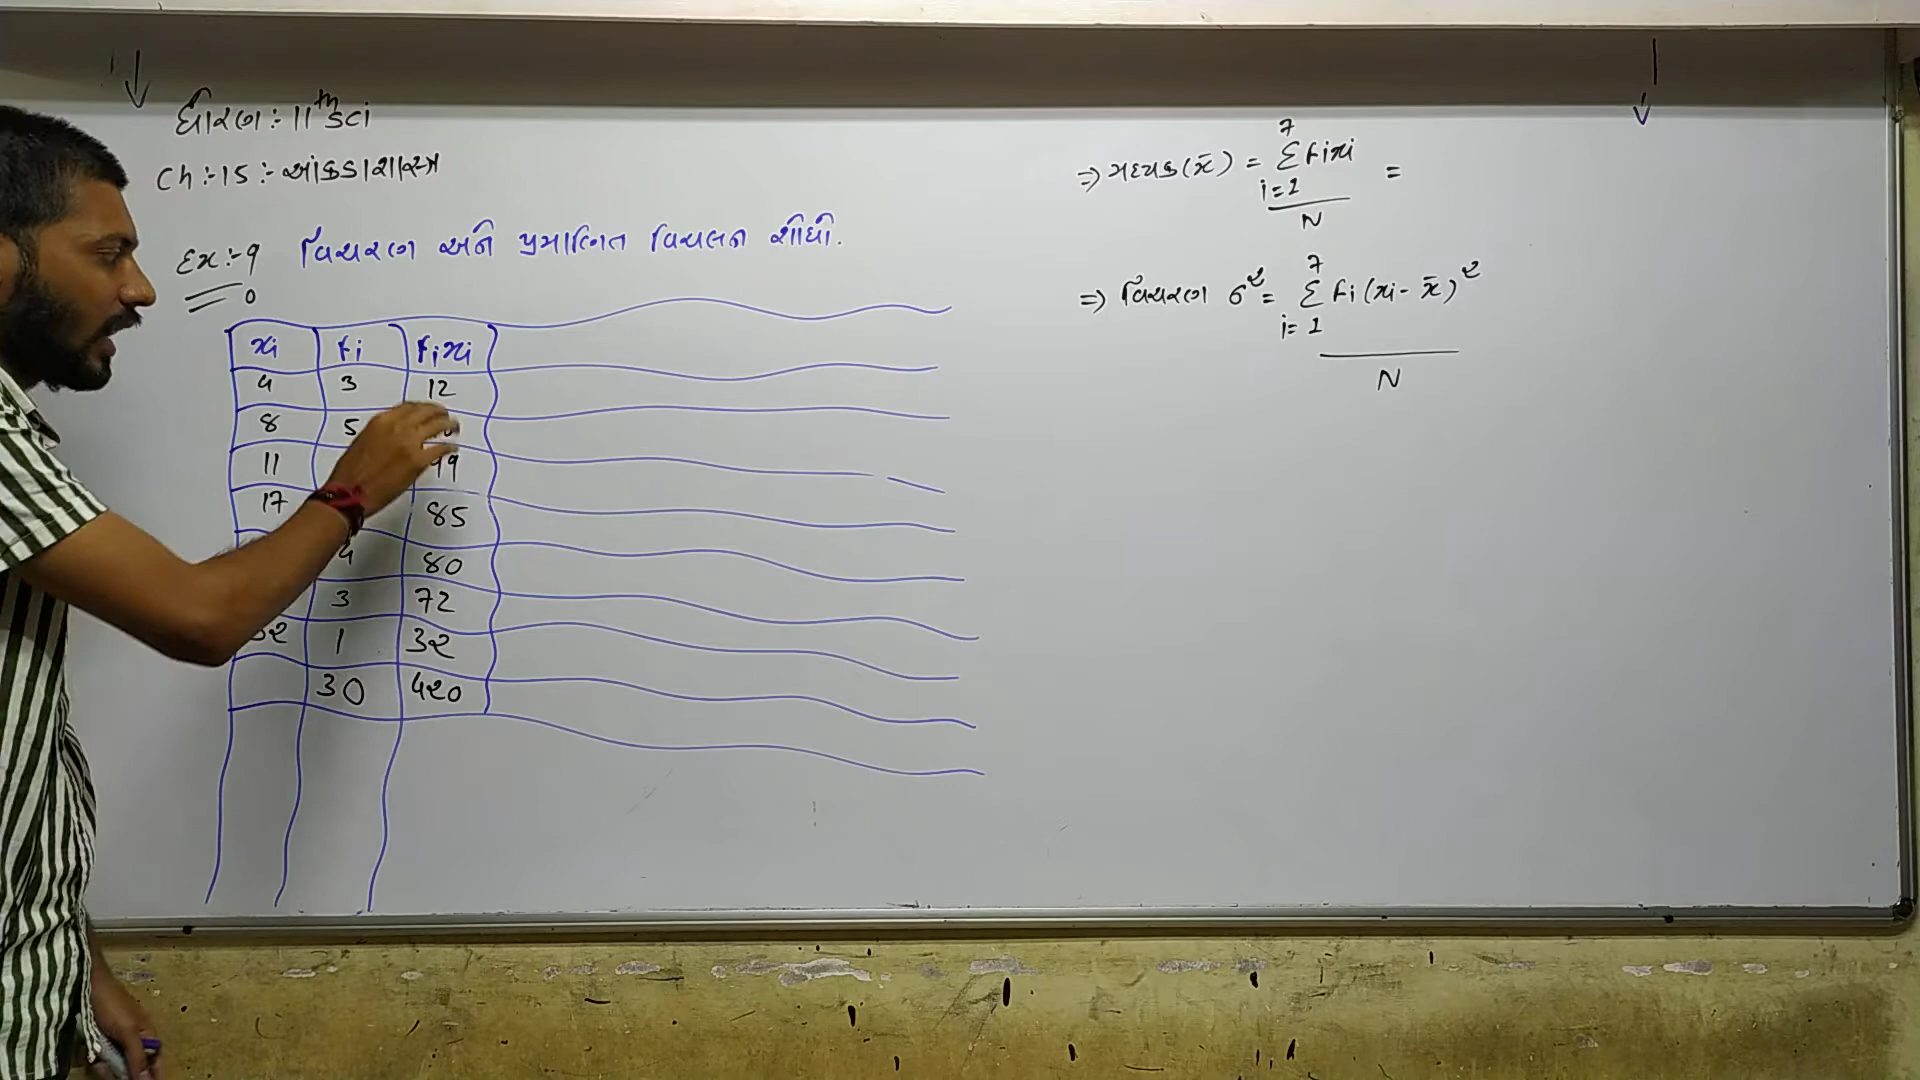 ધોરણ :- 11th Sci
Ch :- 15 :- આંકડાશાસ્ત્ર
Ex :- 9 વિચરણ અને પ્રમાણિત વિચલન શોધો.
xi fi fixi
4 3 12
8 5
11 99
17 85
4 80
3 72
1 3૨
30 4૨0
⇒ મધ્યક (x̄) = 7 Σ i=1 fixi / N =
⇒ વિચરણ σ² = 7 Σ i=1 fi (xi - x̄)² / N